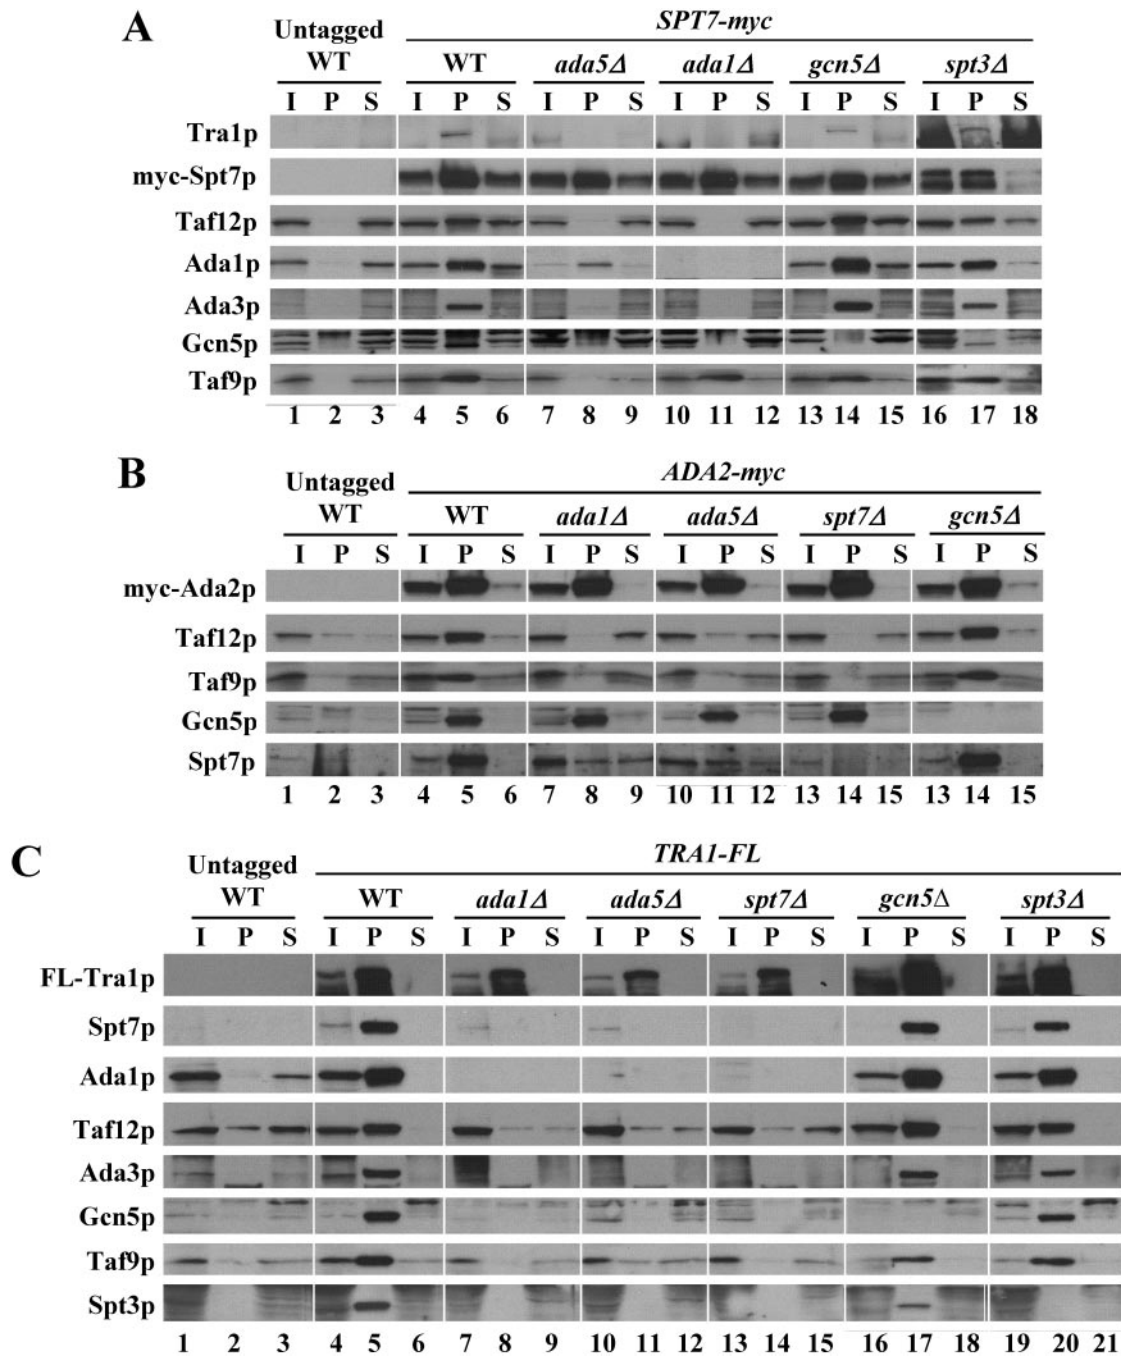 A
SPT7-myc
Untagged
WT WT ada5Δ ada1Δ gcn5Δ spt3Δ
I P S I P S I P S I P S I P S I P S
Tra1p
myc-Spt7p
Taf12p
Ada1p
Ada3p
Gcn5p
Taf9p
1 2 3 4 5 6 7 8 9 10 11 12 13 14 15 16 17 18
B
ADA2-myc
Untagged
WT WT ada1Δ ada5Δ spt7Δ gcn5Δ
I P S I P S I P S I P S I P S I P S
myc-Ada2p
Taf12p
Taf9p
Gcn5p
Spt7p
1 2 3 4 5 6 7 8 9 10 11 12 13 14 15 13 14 15
C
TRA1-FL
Untagged
WT WT ada1Δ ada5Δ spt7Δ gcn5Δ spt3Δ
I P S I P S I P S I P S I P S I P S I P S
FL-Tra1p
Spt7p
Ada1p
Taf12p
Ada3p
Gcn5p
Taf9p
Spt3p
1 2 3 4 5 6 7 8 9 10 11 12 13 14 15 16 17 18 19 20 21